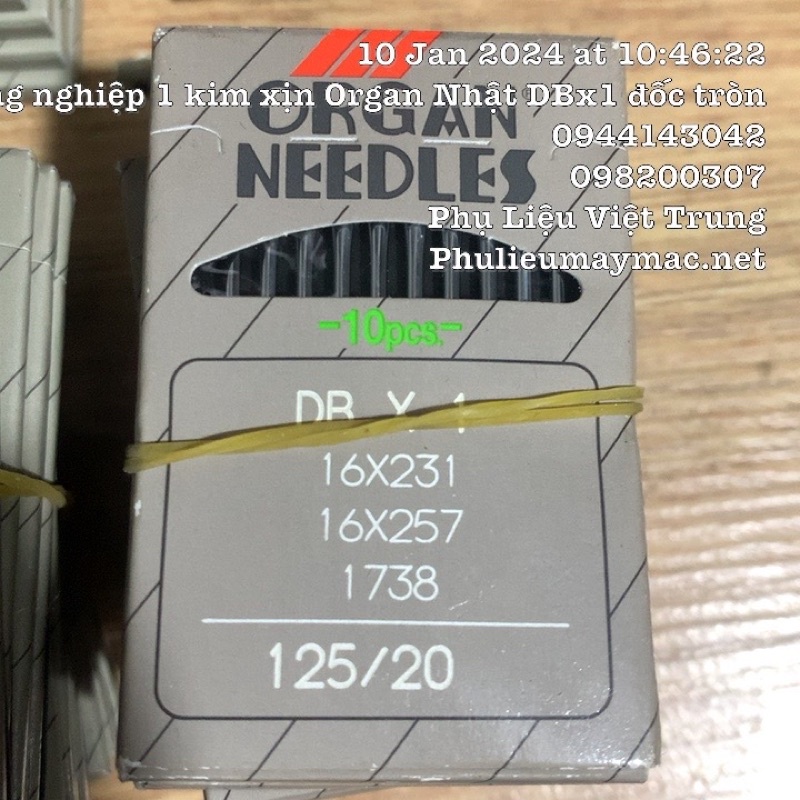 10 Jan 2024 at 10:46:22
nghiệp 1 kim xịn Organ Nhật DBx1 đốc tròn
0944143042
098200307
Phụ Liệu Việt Trung
Phulieumaymac.net
ORGAN
NEEDLES
-10pcs.-
DB X 1
16X231
16X257
1738
125/20